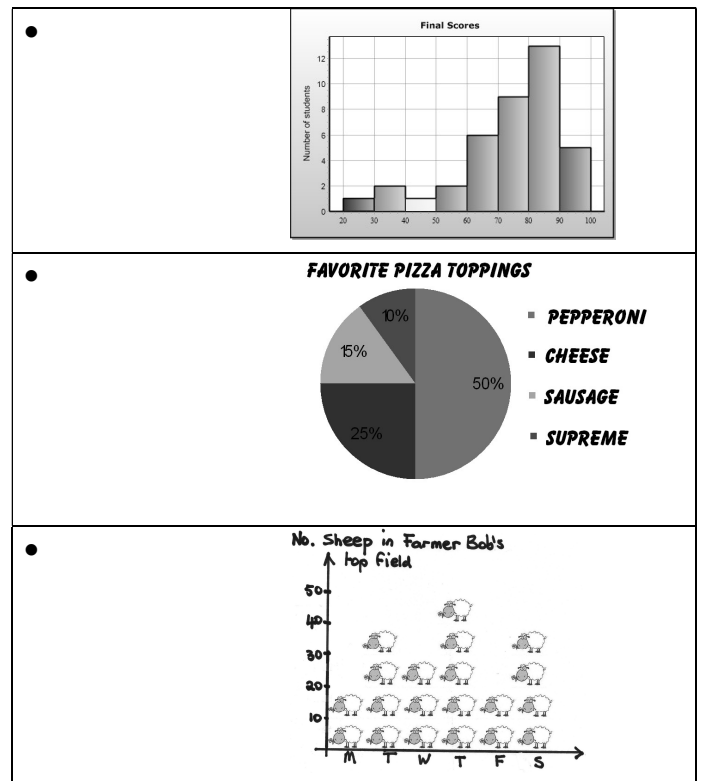 Final Scores
Number of students
12
10
8
6
4
2
0
20 30 40 50 60 70 80 90 100
FAVORITE PIZZA TOPPINGS
10%
15%
50%
25%
PEPPERONI
CHEESE
SAUSAGE
SUPREME
No. Sheep in Farmer Bob's
top field
50
40
30
20
10
M T W T F S